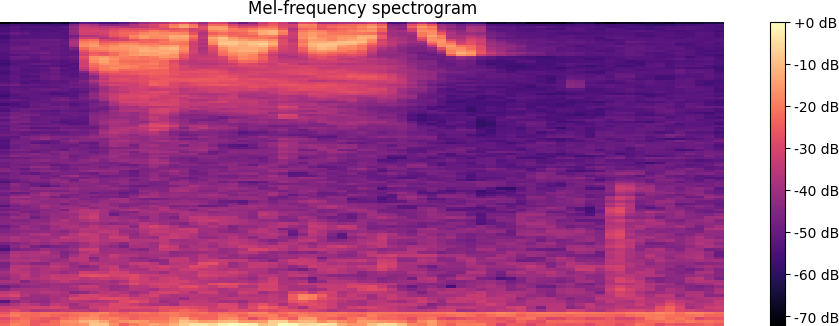 Mel-frequency spectrogram
+0 dB
-10 dB
-20 dB
-30 dB
-40 dB
-50 dB
-60 dB
-70 dB